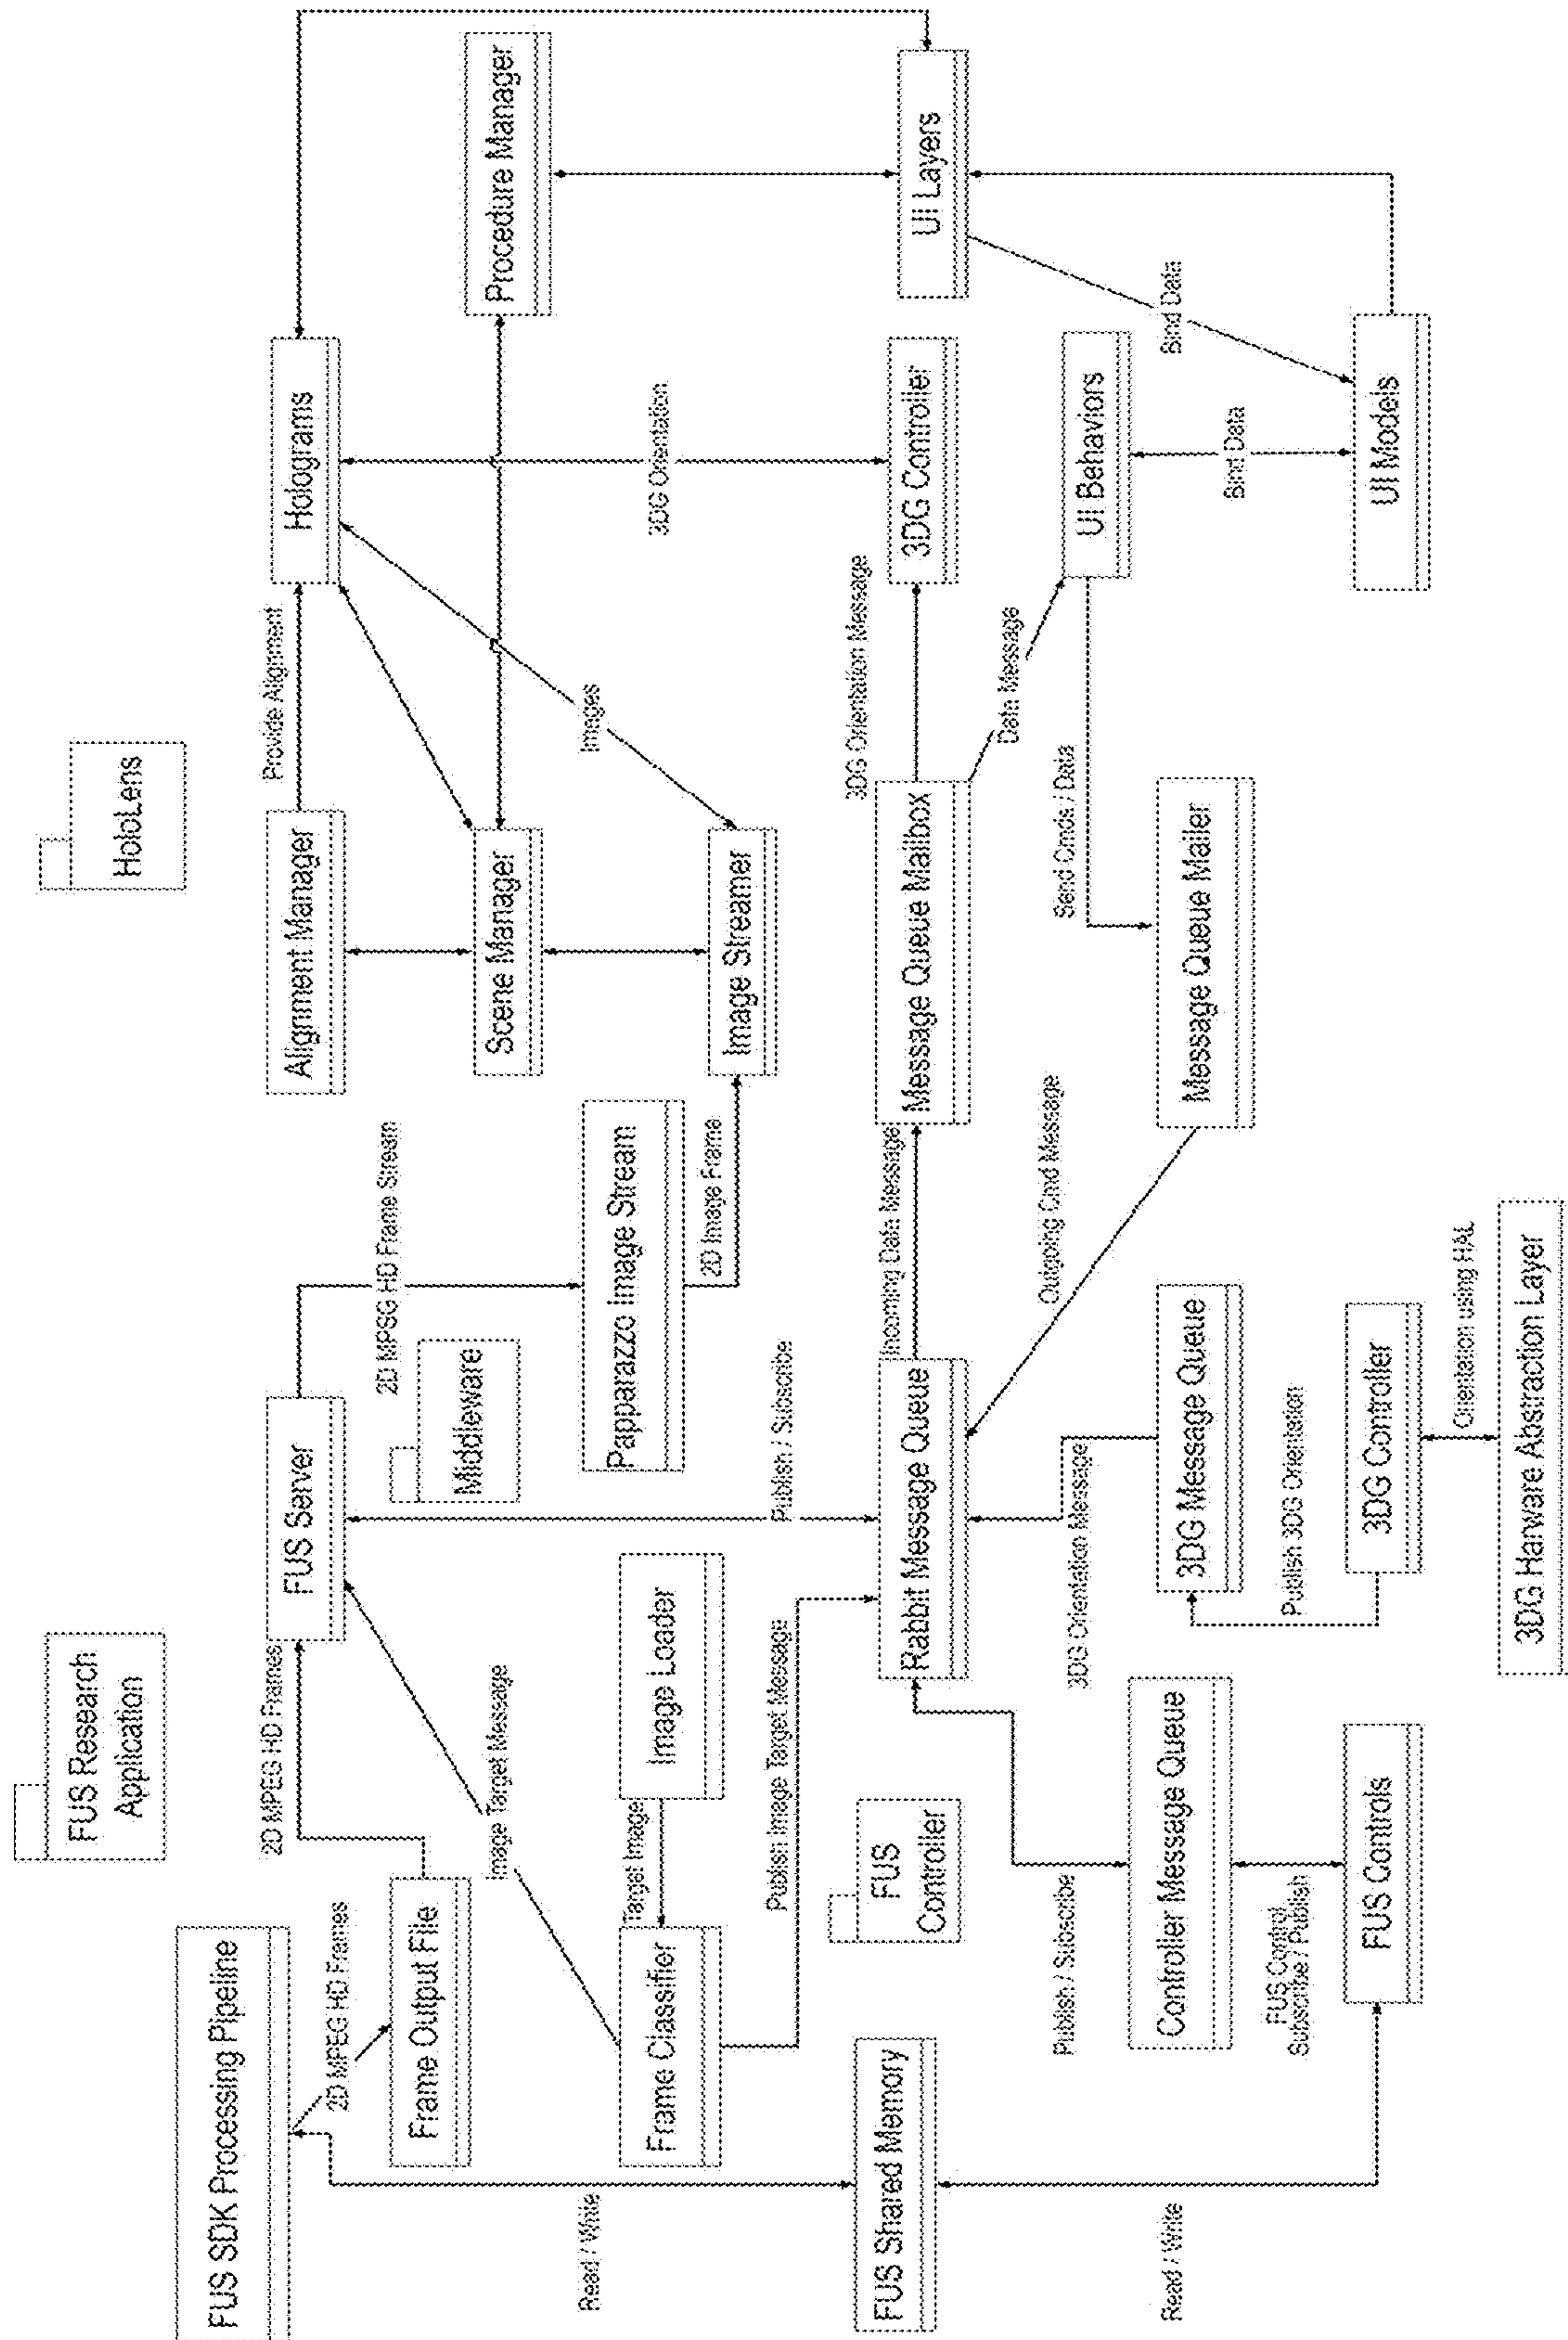 FUS Research
Application
HoloLens
FUS SDK Processing Pipeline
2D MPEG HD Frames
FUS Server
Alignment Manager
Provide Alignment
Holograms
2D MPEG HD Frames
Frame Output File
2D MPSG HD Frame Stream
Middleware
Scene Manager
Procedure Manager
Image Target Message
Read / Write
Frame Classifier
Target Image
Image Loader
Papparazzo Image Stream
2D Image Frame
Image Streamer
Images
3DG Orientation
Publish Image Target Message
Publish / Subscribe
FUS
Controller
FUS Shared Memory
Rabbit Message Queue
Incoming Data Message
Message Queue Mailbox
3DG Orientation Message
3DG Controller
UI Layers
Outgoing Cmd Message
Data Message
Publish / Subscribe
3DG Orientation Message
Send Cmds / Data
UI Behaviors
Bind Data
Controller Message Queue
3DG Message Queue
Message Queue Mailer
Read / Write
FUS Control
Subscribe / Publish
Publish 3DG Orientation
Bind Data
FUS Controls
3DG Controller
UI Models
Orientation using HAL
3DG Harware Abstraction Layer